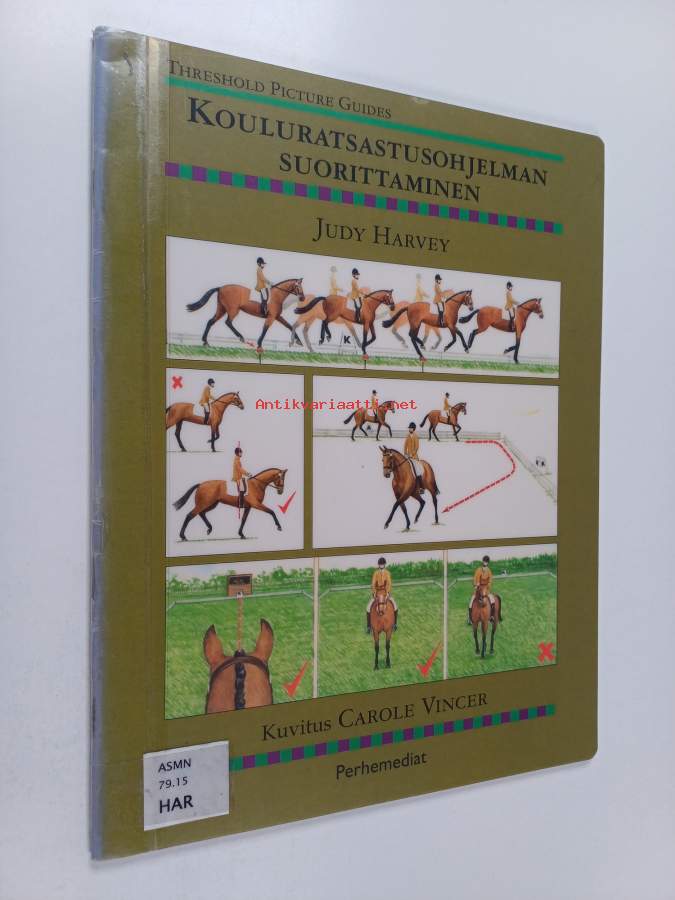 THRESHOLD PICTURE GUIDES
KOULURATSASTUSOHJELMAN
SUORITTAMINEN
JUDY HARVEY
K
Antikvariaatti.net
Kuvitus CAROLE VINCER
Perhemediat
ASMN
79.15
HAR